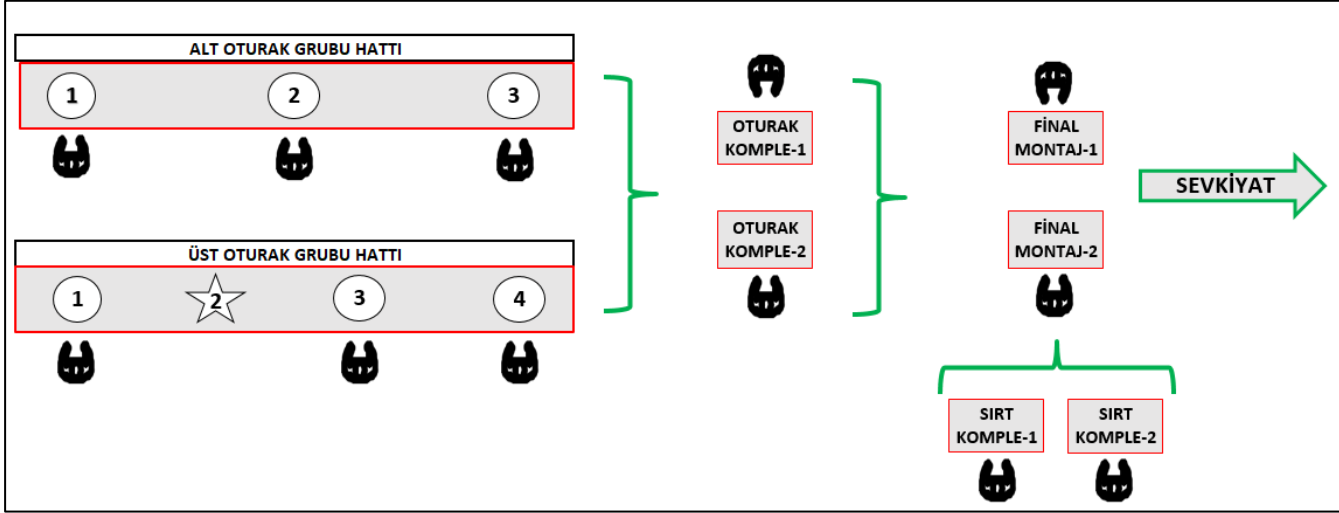 ALT OTURAK GRUBU HATTI
1
2
3
ÜST OTURAK GRUBU HATTI
1
2
3
4
OTURAK
KOMPLE-1
OTURAK
KOMPLE-2
FİNAL
MONTAJ-1
FİNAL
MONTAJ-2
SEVKİYAT
SIRT
KOMPLE-1
SIRT
KOMPLE-2